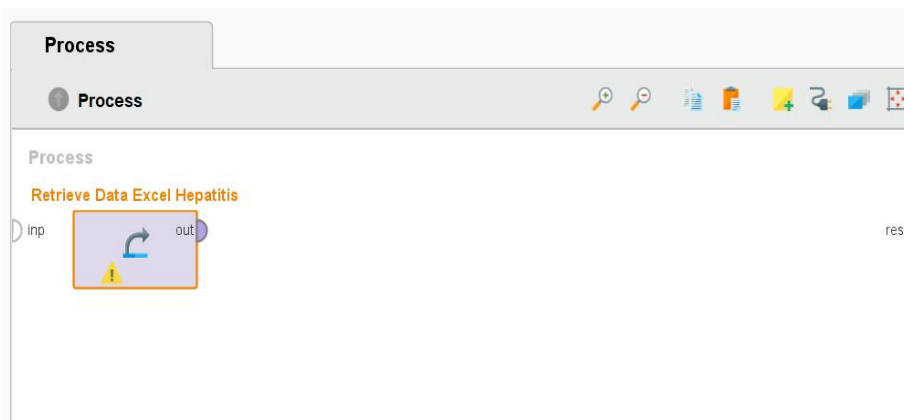 Process
Process
Process
Retrieve Data Excel Hepatitis
inp
out
res